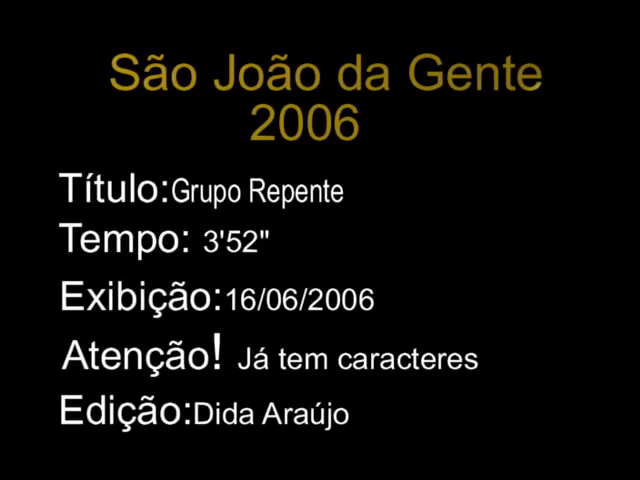 São João da Gente
2006
Título:Grupo Repente
Tempo: 3'52"
Exibição:16/06/2006
Atenção! Já tem caracteres
Edição:Dida Araújo